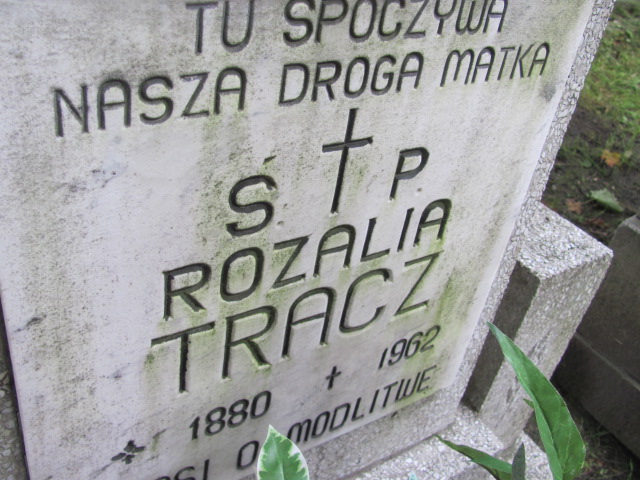 TU SPOCZYWA
NASZA DROGA MATKA
Ś. † P.
ROZALIA
TRACZ
* 1880 † 1962
O MODLITWĘ